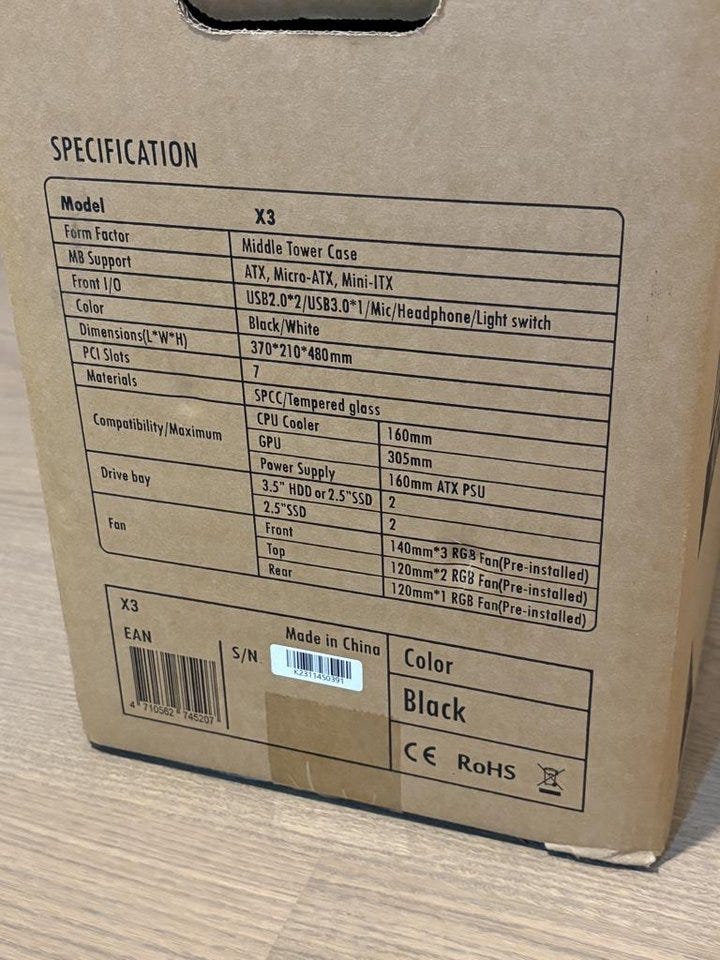 SPECIFICATION
Model X3
Form Factor Middle Tower Case
MB Support ATX, Micro-ATX, Mini-ITX
Front I/O USB2.0*2/USB3.0*1/Mic/Headphone/Light switch
Color Black/White
Dimensions(L*W*H) 370*210*480mm
PCI Slots 7
Materials SPCC/Tempered glass
Compatibility/Maximum CPU Cooler 160mm
GPU 305mm
Power Supply 160mm ATX PSU
Drive bay 3.5" HDD or 2.5"SSD 2
2.5"SSD 2
Fan Front 140mm*3 RGB Fan(Pre-installed)
Top 120mm*2 RGB Fan(Pre-installed)
Rear 120mm*1 RGB Fan(Pre-installed)
X3
EAN
4 710562 745207
S/N.
Made in China
K2311450391
Color
Black
CE RoHS